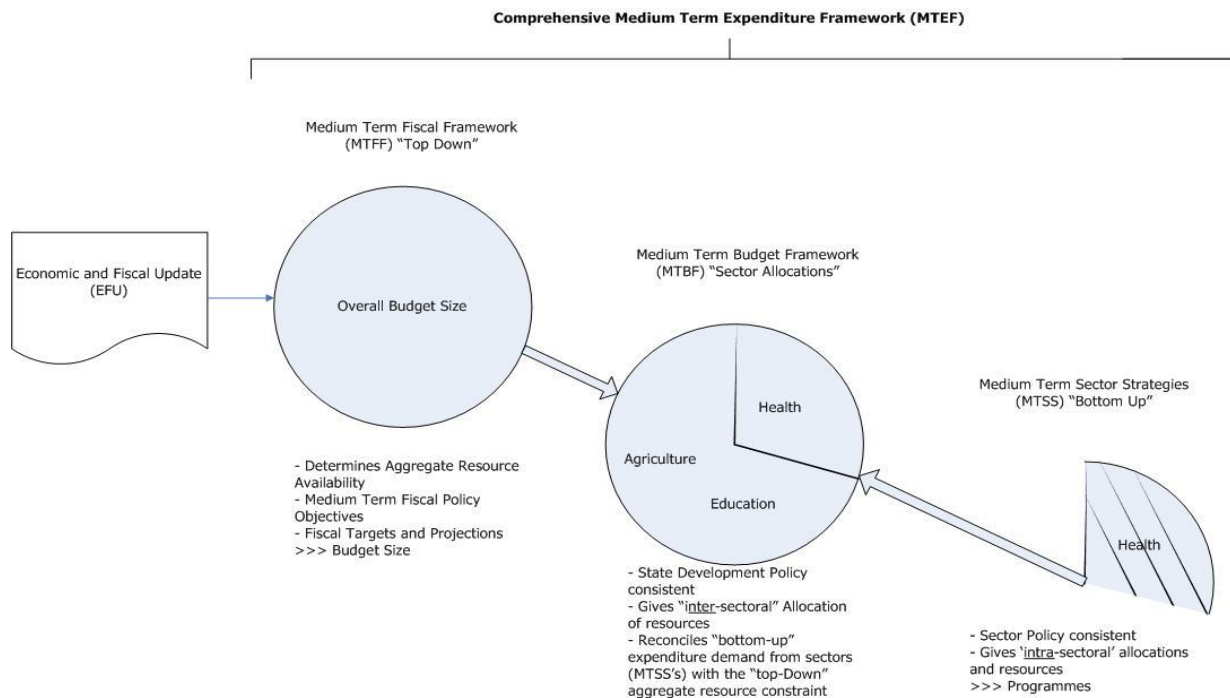 Comprehensive Medium Term Expenditure Framework (MTEF)
Medium Term Fiscal Framework
(MTFF) “Top Down”
Economic and Fiscal Update
(EFU)
Overall Budget Size
- Determines Aggregate Resource
Availability
- Medium Term Fiscal Policy
Objectives
- Fiscal Targets and Projections
>>> Budget Size
Medium Term Budget Framework
(MTBF) “Sector Allocations”
Health
Agriculture
Education
- State Development Policy
consistent
- Gives “inter-sectoral” Allocation
of resources
- Reconciles “bottom-up”
expenditure demand from sectors
(MTSS’s) with the “top-Down”
aggregate resource constraint
Medium Term Sector Strategies
(MTSS) “Bottom Up”
Health
- Sector Policy consistent
- Gives ‘intra-sectoral’ allocations
and resources
>>> Programmes